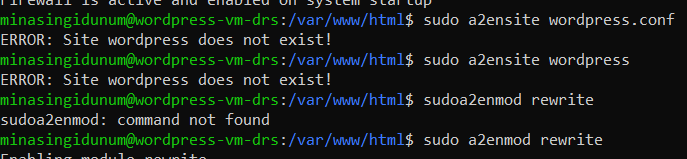 Firewall is active and enabled on system startup
minasingidunum@wordpress-vm-drs:/var/www/html$ sudo a2ensite wordpress.conf
ERROR: Site wordpress does not exist!
minasingidunum@wordpress-vm-drs:/var/www/html$ sudo a2ensite wordpress
ERROR: Site wordpress does not exist!
minasingidunum@wordpress-vm-drs:/var/www/html$ sudoa2enmod rewrite
sudoa2enmod: command not found
minasingidunum@wordpress-vm-drs:/var/www/html$ sudo a2enmod rewrite
Enabling module rewrite